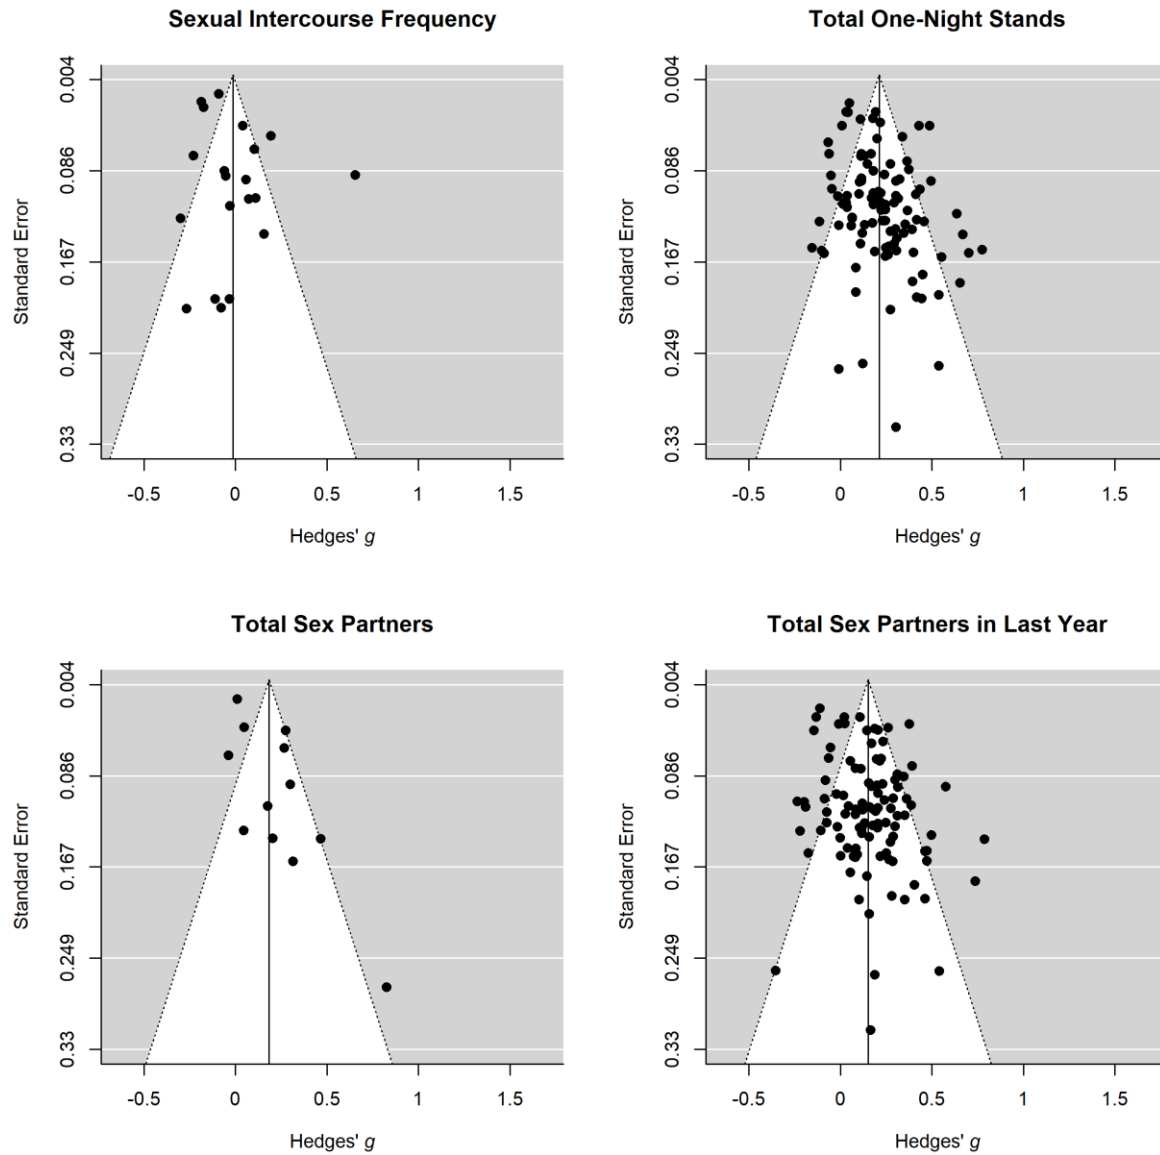 Sexual Intercourse Frequency
0.004
0.086
0.167
0.249
0.33
Standard Error
-0.5 0 0.5 1 1.5
Hedges' g
Total One-Night Stands
0.004
0.086
0.167
0.249
0.33
Standard Error
-0.5 0 0.5 1 1.5
Hedges' g
Total Sex Partners
0.004
0.086
0.167
0.249
0.33
Standard Error
-0.5 0 0.5 1 1.5
Hedges' g
Total Sex Partners in Last Year
0.004
0.086
0.167
0.249
0.33
Standard Error
-0.5 0 0.5 1 1.5
Hedges' g